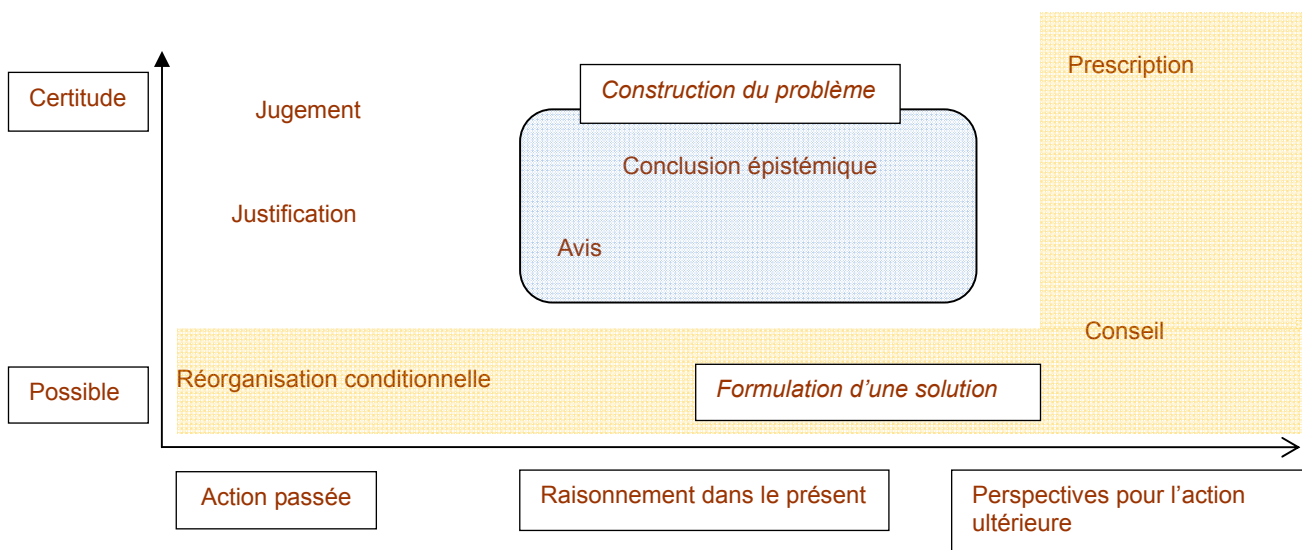 Prescription
Certitude
Construction du problème
Jugement
Conclusion épistémique
Justification
Avis
Conseil
Possible
Réorganisation conditionnelle
Formulation d’une solution
Action passée
Raisonnement dans le présent
Perspectives pour l’action
ultérieure